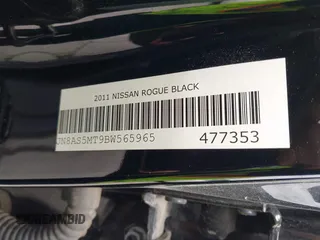 2011 NISSAN ROGUE BLACK
JN8AS5MT9BW565965
477353